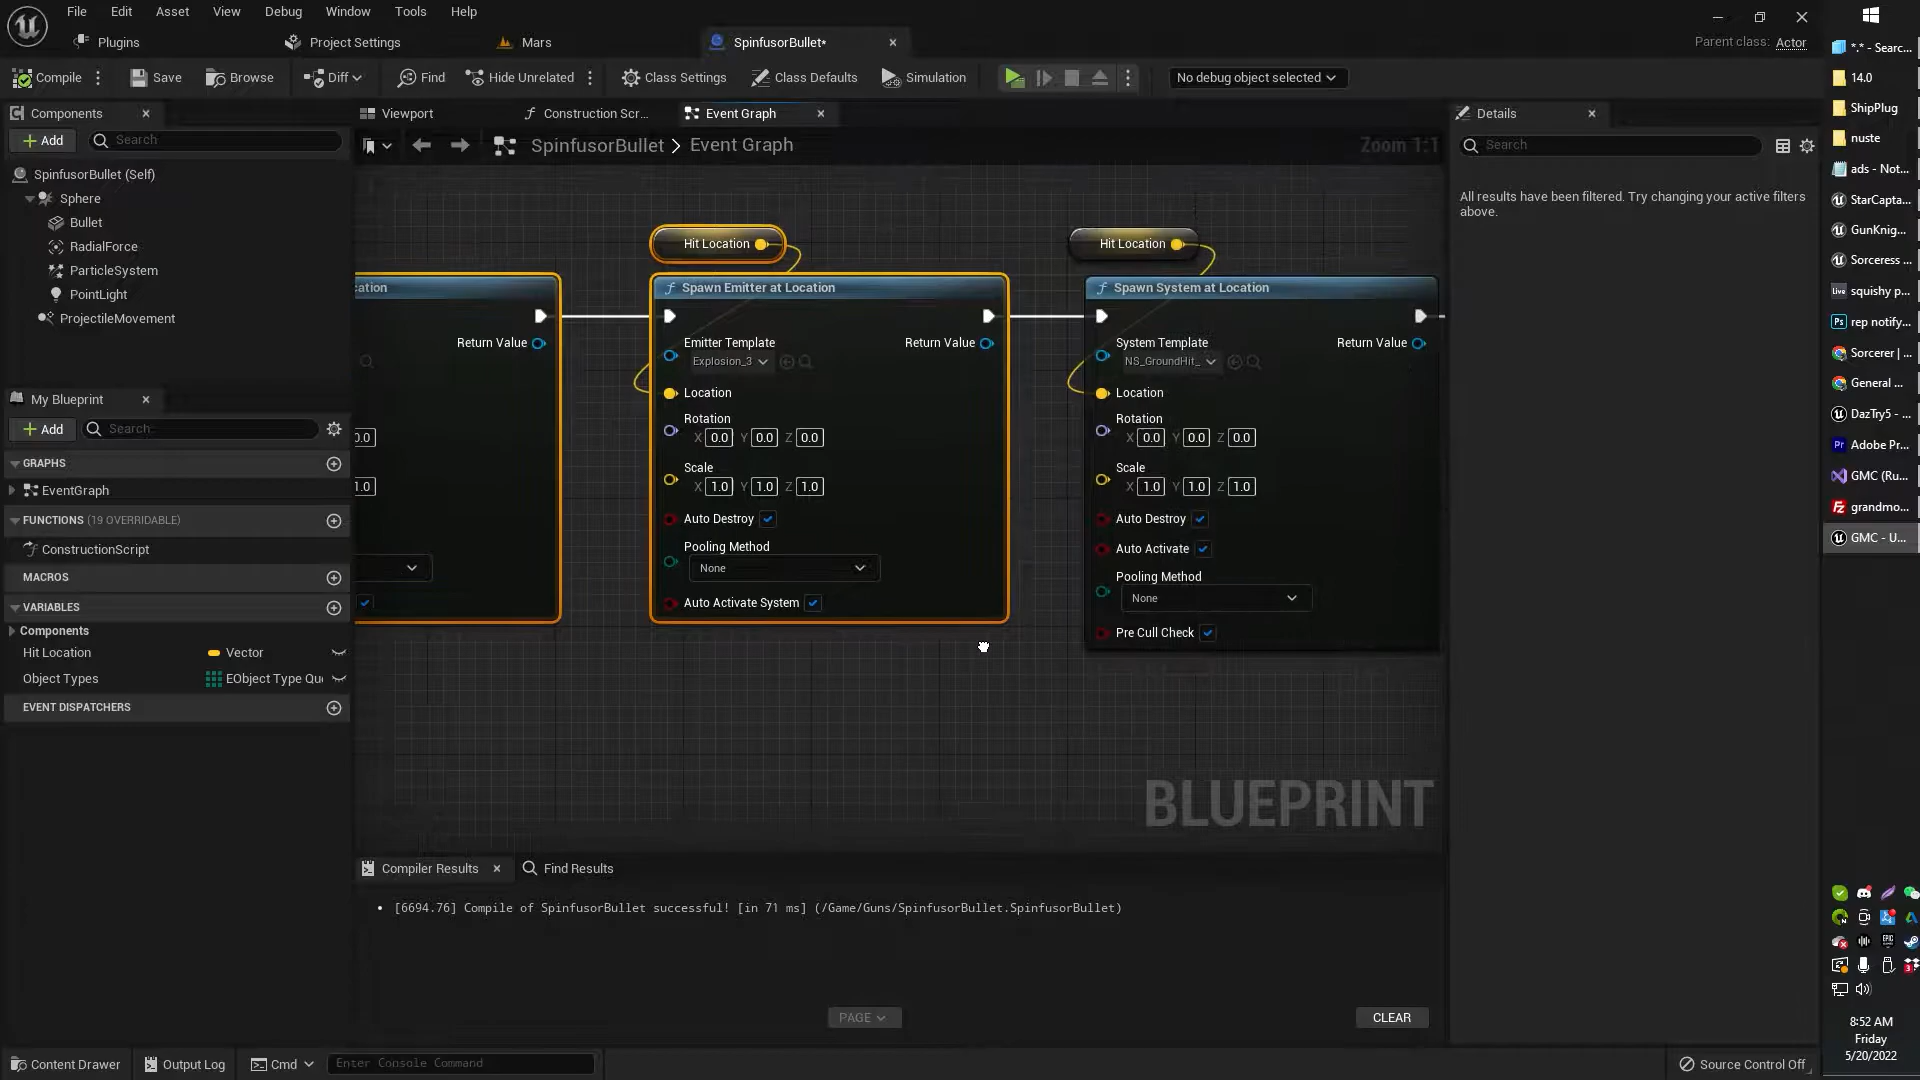 File Edit Asset View Debug Window Tools Help
Plugins Project Settings Mars SpinfusorBullet* Parent class: Actor
Compile Save Browse Diff Find Hide Unrelated Class Settings Class Defaults Simulation No debug object selected
Components Viewport Construction Scr... Event Graph Details
Add Search SpinfusorBullet > Event Graph Zoom 1:1 Search
SpinfusorBullet (Self)
Sphere
Bullet
RadialForce
ParticleSystem
PointLight
ProjectileMovement
All results have been filtered. Try changing your active filters
above.
My Blueprint
Add Search
GRAPHS
EventGraph
FUNCTIONS (19 OVERRIDABLE)
ConstructionScript
MACROS
VARIABLES
Components
Hit Location Vector
Object Types EObject Type Qu
EVENT DISPATCHERS
ation
Return Value
0.0
1.0
Hit Location
Spawn Emitter at Location
Emitter Template Return Value
Explosion_3
Location
Rotation
X 0.0 Y 0.0 Z 0.0
Scale
X 1.0 Y 1.0 Z 1.0
Auto Destroy
Pooling Method
None
Auto Activate System
Hit Location
Spawn System at Location
System Template Return Value
NS_GroundHit_
Location
Rotation
X 0.0 Y 0.0 Z 0.0
Scale
X 1.0 Y 1.0 Z 1.0
Auto Destroy
Auto Activate
Pooling Method
None
Pre Cull Check
BLUEPRINT
Compiler Results Find Results
• [6694.76] Compile of SpinfusorBullet successful! [in 71 ms] (/Game/Guns/SpinfusorBullet.SpinfusorBullet)
PAGE CLEAR
Content Drawer Output Log Cmd Enter Console Command Source Control Off
*.* - Searc...
14.0
ShipPlug
nuste
ads - Not...
StarCapta...
GunKnig...
Sorceress ...
Live squishy p...
Ps rep notify...
Sorcerer | ...
General ...
DazTry5 - ...
Pr Adobe Pr...
GMC (Ru...
Fz grandmo...
GMC - U...
EPIC
8:52 AM
Friday
5/20/2022